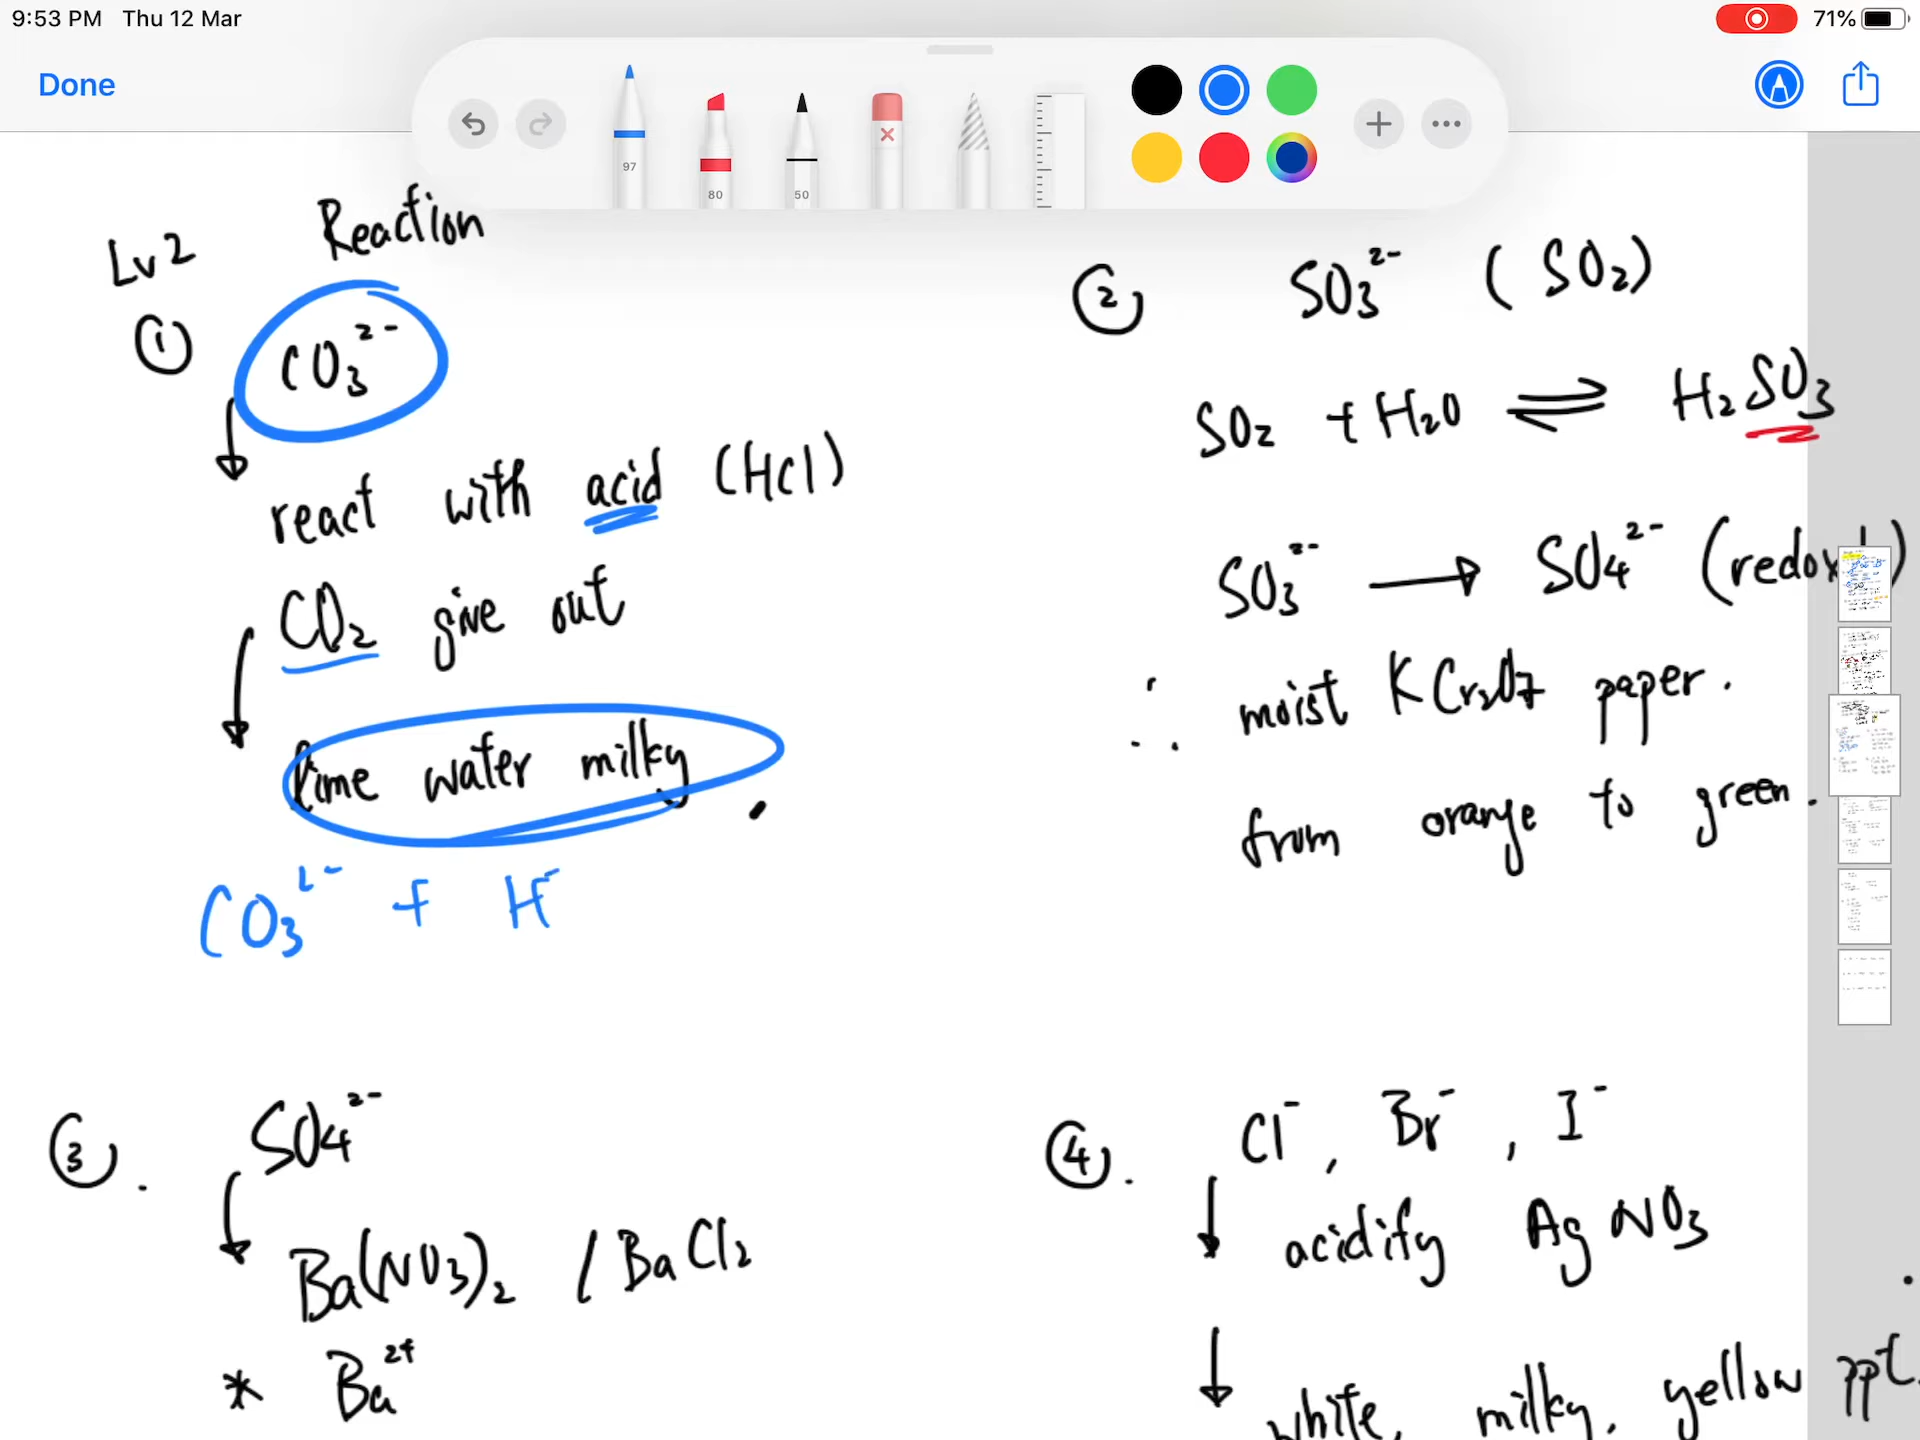 9:53 PM Thu 12 Mar
71%
Done
97
80
50
Lv2 Reaction
① CO₃²⁻
react with acid (HCl)
CO₂ give out
lime water milky.
CO₃²⁻ + H⁻
② SO₃²⁻ (SO₂)
SO₂ + H₂O ⇌ H₂SO₃
SO₃²⁻ → SO₄²⁻ (redox)
∴ moist KCr₂O₇ paper.
from orange to green.
③. SO₄²⁻
Ba(NO₃)₂ / BaCl₂
* Ba²⁺
④. Cl⁻, Br⁻, I⁻
acidify AgNO₃
white, milky, yellow ppt.